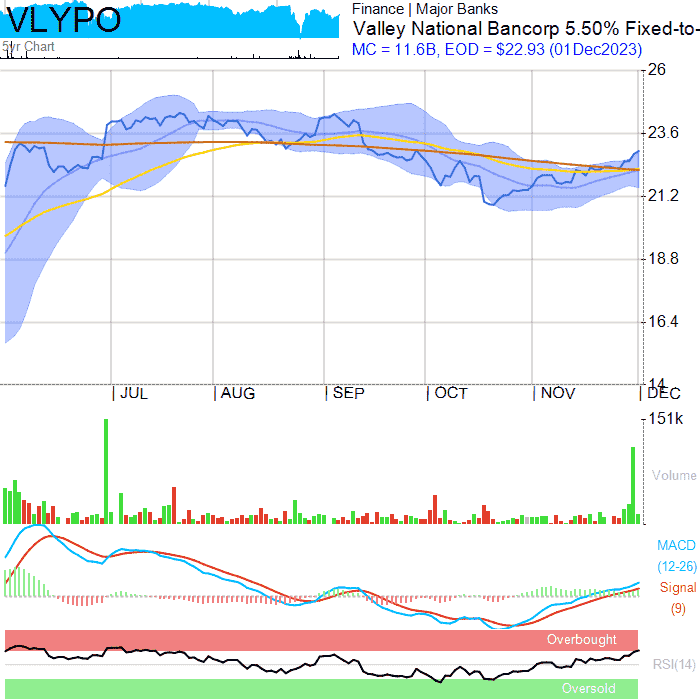 VLYPO
5yr Chart
Finance | Major Banks
Valley National Bancorp 5.50% Fixed-to-
MC = 11.6B, EOD = $22.93 (01Dec2023)
26
23.6
21.2
18.8
16.4
14
JUL AUG SEP OCT NOV DEC
151k
Volume
MACD
(12-26)
Signal
(9)
Overbought
RSI(14)
Oversold